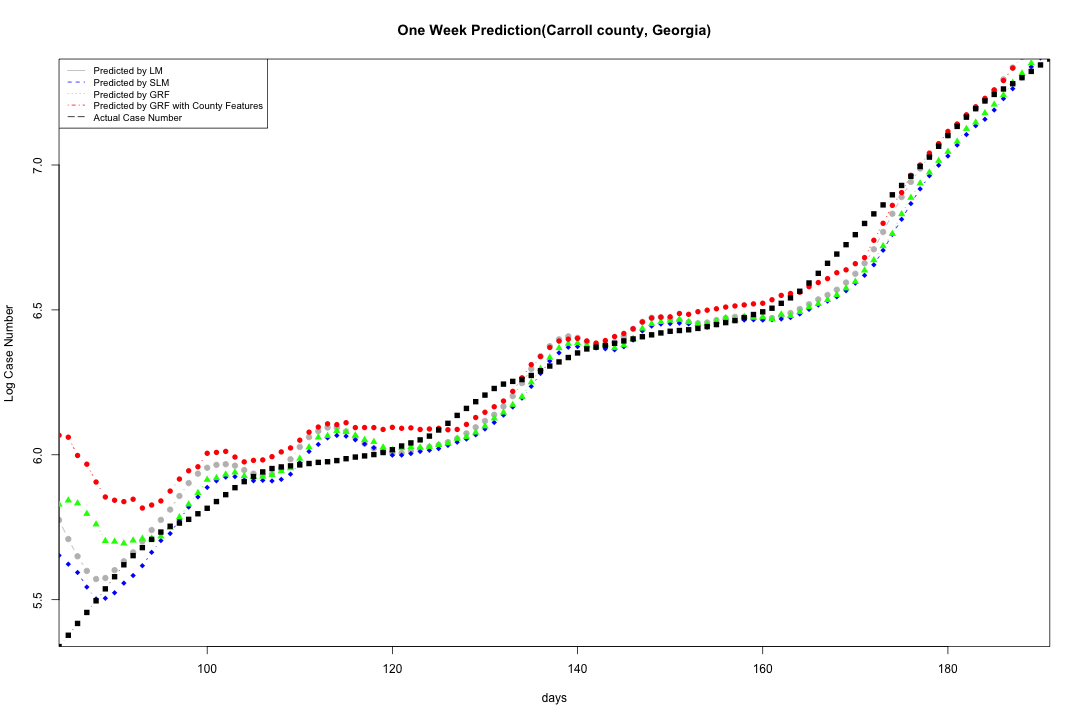 One Week Prediction(Carroll county, Georgia)
Predicted by LM
Predicted by SLM
Predicted by GRF
Predicted by GRF with County Features
Actual Case Number
Log Case Number
7.0
6.5
6.0
5.5
100 120 140 160 180
days